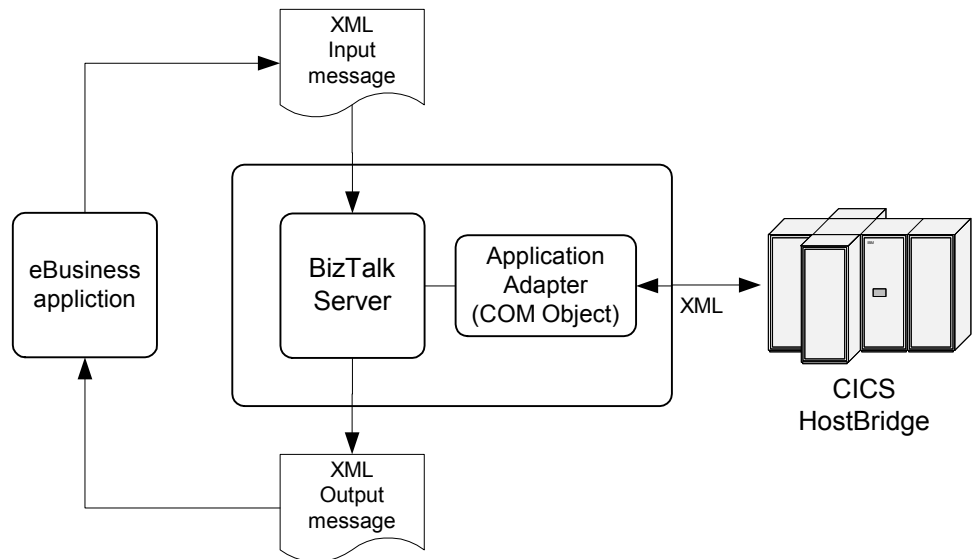 XML
Input
message
eBusiness
appliction
BizTalk
Server
Application
Adapter
(COM Object)
XML
CICS
HostBridge
XML
Output
message